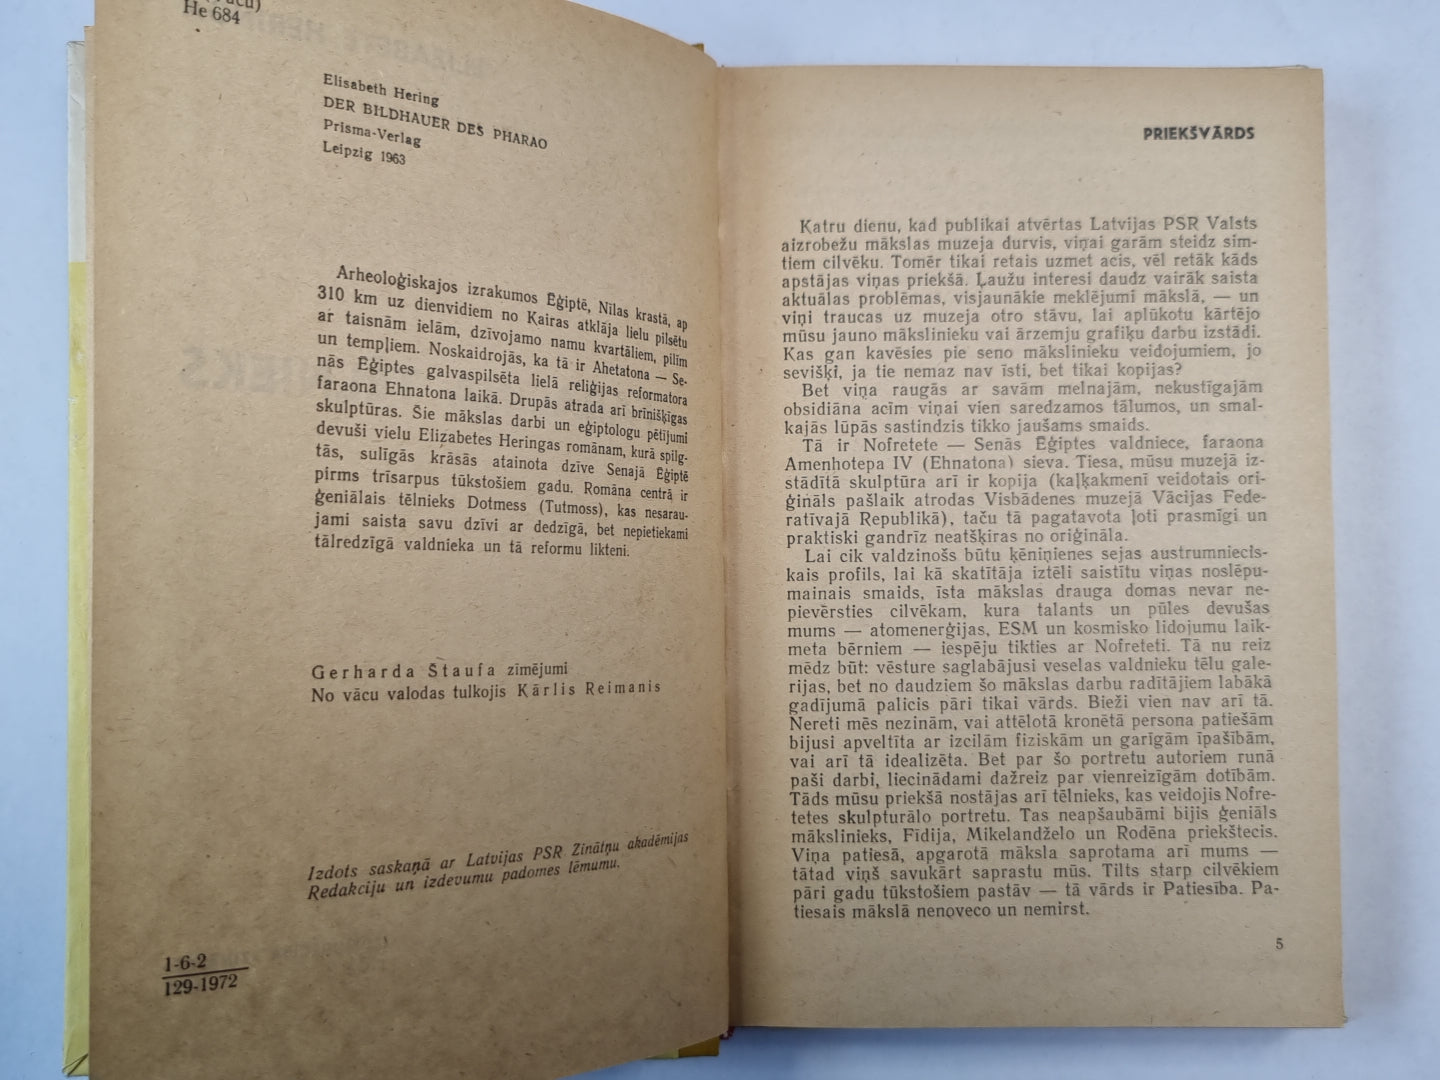 He 684
Elisabeth Hering
DER BILDHAUER DES PHARAO
Prisma-Verlag
Leipzig 1963
Arheoloģiskajos izrakumos Ēģiptē, Nīlas krastā, ap
310 km uz dienvidiem no Kairas atklāja lielu pilsētu
ar taisnām ielām, dzīvojamo namu kvartāliem, pilīm
un tempļiem. Noskaidrojās, ka tā ir Ahetatona — Se-
nās Ēģiptes galvaspilsēta lielā reliģijas reformatora
faraona Ehnatona laikā. Drupās atrada arī brīnišķīgas
skulptūras. Šie mākslas darbi un eģiptologu pētījumi
devuši vielu Elizabetes Heringas romānam, kurā spilg-
tās, sulīgās krāsās atainota dzīve Senajā Ēģiptē
pirms trīsarpus tūkstošiem gadu. Romāna centrā ir
ģeniālais tēlnieks Dotmess (Tutmoss), kas nesarau-
jami saista savu dzīvi ar dedzīgā, bet nepietiekami
tālredzīgā valdnieka un tā reformu likteni.
Gerharda Štaufa zīmējumi
No vācu valodas tulkojis Kārlis Reimanis
Izdots saskaņā ar Latvijas PSR Zinātņu akadēmijas
Redakciju un izdevumu padomes lēmumu.
1-6-2
129-1972
PRIEKŠVĀRDS
Katru dienu, kad publikai atvērtas Latvijas PSR Valsts
aizrobežu mākslas muzeja durvis, viņai garām steidz sim-
tiem cilvēku. Tomēr tikai retais uzmet acis, vēl retāk kāds
apstājas viņas priekšā. Ļaužu interesi daudz vairāk saista
aktuālas problēmas, visjaunākie meklējumi mākslā, — un
viņi traucas uz muzeja otro stāvu, lai aplūkotu kārtējo
mūsu jauno mākslinieku vai ārzemju grafiķu darbu izstādi.
Kas gan kavēsies pie seno mākslinieku veidojumiem, jo
sevišķi, ja tie nemaz nav īsti, bet tikai kopijas?
Bet viņa raugās ar savām melnajām, nekustīgajām
obsidiāna acīm viņai vien saredzamos tālumos, un smal-
kajās lūpās sastindzis tikko jaušams smaids.
Tā ir Nofretete — Senās Ēģiptes valdniece, faraona
Amenhotepa IV (Ehnatona) sieva. Tiesa, mūsu muzejā iz-
stādītā skulptūra arī ir kopija (kaļķakmenī veidotais ori-
ģināls pašlaik atrodas Visbādenes muzejā Vācijas Fede-
ratīvajā Republikā), taču tā pagatavota ļoti prasmīgi un
praktiski gandrīz neatšķiras no oriģināla.
Lai cik valdzinošs būtu ķēniņienes sejas austrumniecis-
kais profils, lai kā skatītāja iztēli saistītu viņas noslēpu-
mainais smaids, īsta mākslas drauga domas nevar ne-
pievērsties cilvēkam, kura talants un pūles devušas
mums — atomenerģijas, ESM un kosmisko lidojumu laik-
meta bērniem — iespēju tikties ar Nofreteti. Tā nu reiz
mēdz būt: vēsture saglabājusi veselas valdnieku tēlu gale-
rijas, bet no daudziem šo mākslas darbu radītājiem labākā
gadījumā palicis pāri tikai vārds. Bieži vien nav arī tā.
Nereti mēs nezinām, vai attēlotā kronētā persona patiešām
bijusi apveltīta ar izcilām fiziskām un garīgām īpašībām,
vai arī tā idealizēta. Bet par šo portretu autoriem runā
paši darbi, liecinādami dažreiz par vienreizīgām dotībām.
Tāds mūsu priekšā nostājas arī tēlnieks, kas veidojis Nofre-
tetes skulpturālo portretu. Tas neapšaubāmi bijis ģeniāls
mākslinieks, Fīdija, Mikelandželo un Rodēna priekštecis.
Viņa patiesā, apgarotā māksla saprotama arī mums —
tātad viņš savukārt saprastu mūs. Tilts starp cilvēkiem
pāri gadu tūkstošiem pastāv — tā vārds ir Patiesība. Pa-
tiesais mākslā nenoveco un nemirst.
5